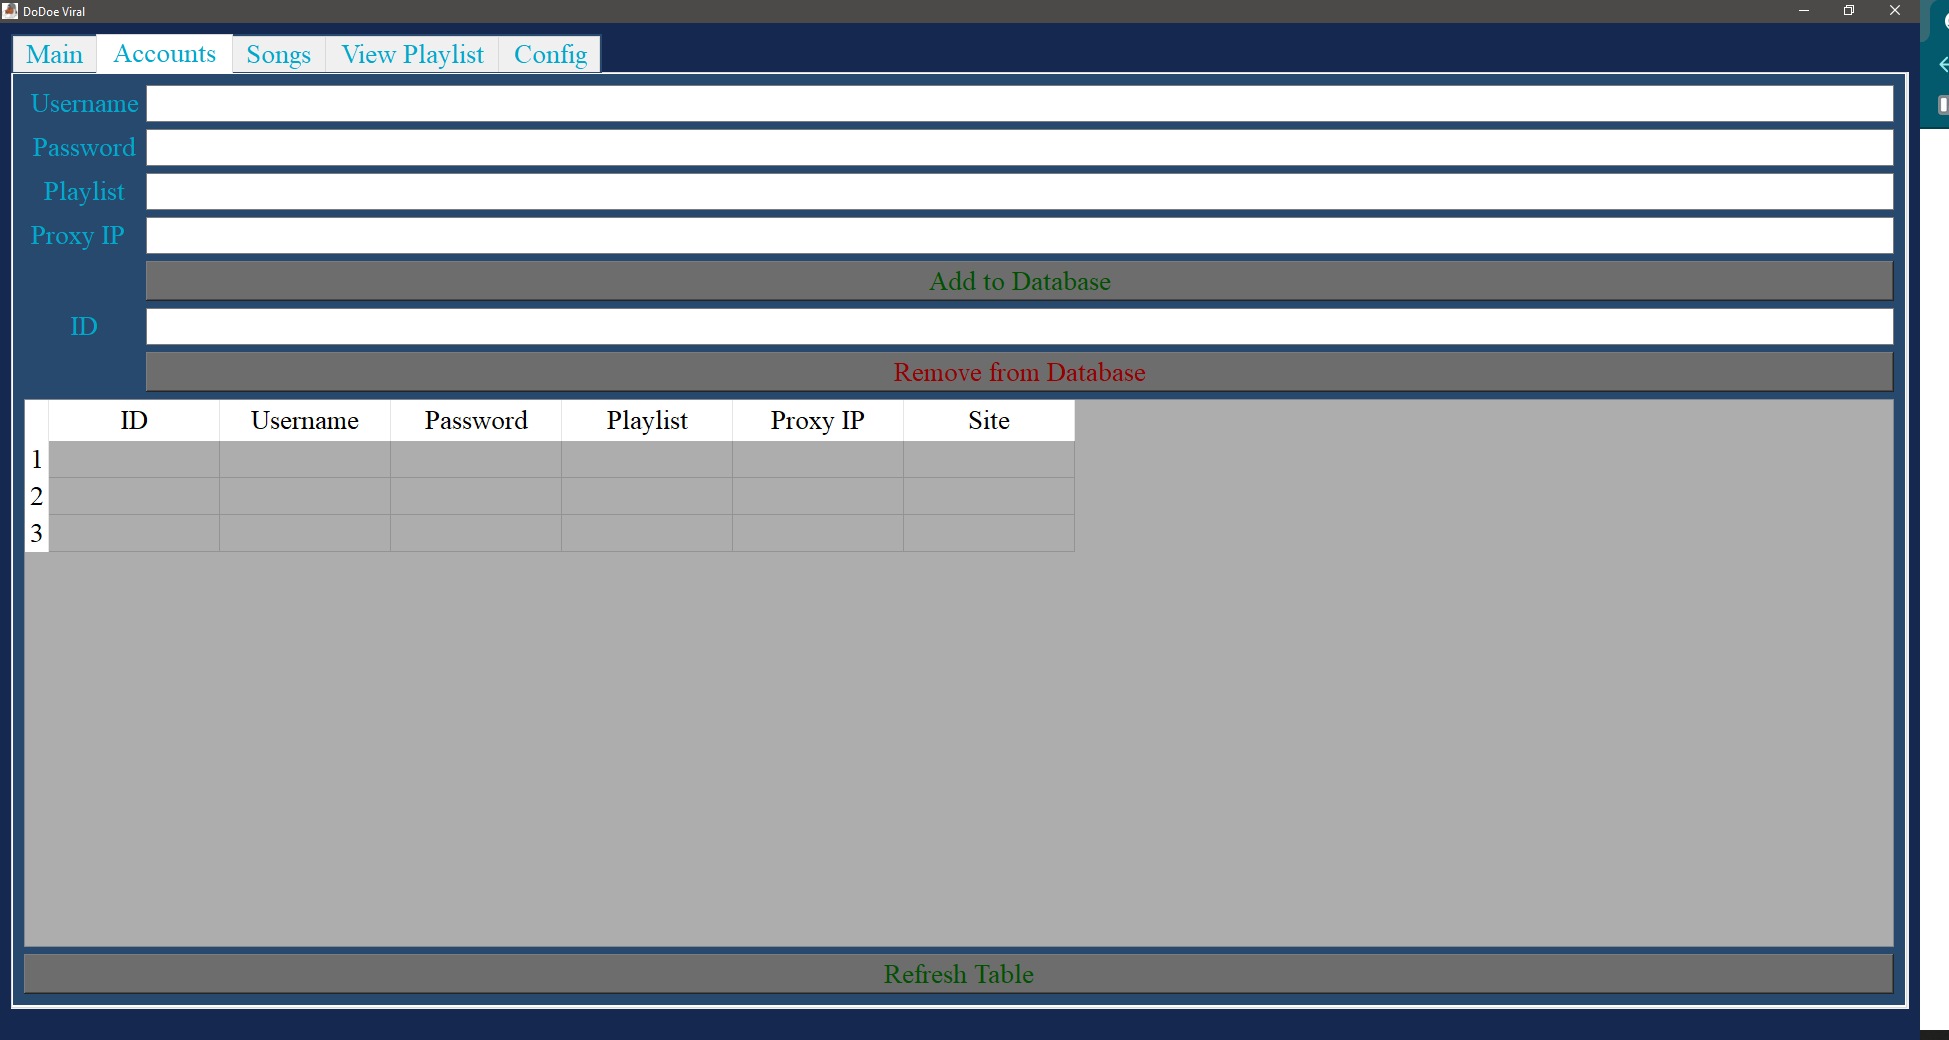 DoDoe Viral
Main Accounts Songs View Playlist Config
Username
Password
Playlist
Proxy IP
Add to Database
ID
Remove from Database
ID Username Password Playlist Proxy IP Site
1
2
3
Refresh Table